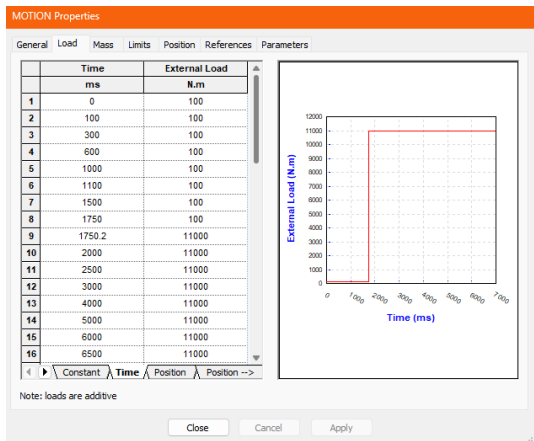 MOTION Properties
General Load Mass Limits Position References Parameters
Time External Load
ms N.m
1 0 100
2 100 100
3 300 100
4 600 100
5 1000 100
6 1100 100
7 1500 100
8 1750 100
9 1750.2 11000
10 2000 11000
11 2500 11000
12 3000 11000
13 4000 11000
14 5000 11000
15 6000 11000
16 6500 11000
Constant Time Position Position -->
12000
11000
10000
9000
8000
7000
6000
5000
4000
3000
2000
1000
0
External Load (N.m)
0 1000 2000 3000 4000 5000 6000 7000
Time (ms)
Note: loads are additive
Close Cancel Apply